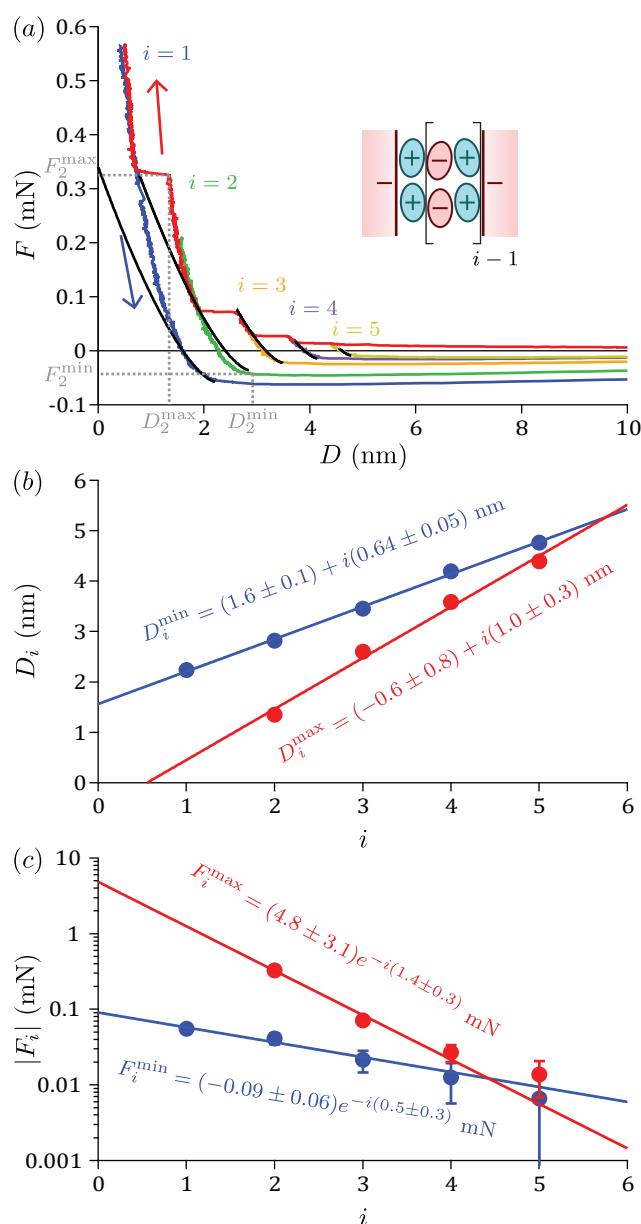 (a)
0.6
0.5
0.4
0.3
0.2
0.1
0
-0.1
F (mN)
F₂^max
F₂^min
i = 1
i = 2
i = 3
i = 4
i = 5
+ − +
− −
+ − +
i − 1
D₂^max D₂^min
0 2 4 6 8 10
D (nm)
(b)
6
5
4
3
2
1
0
D_i (nm)
D_i^min = (1.6 ± 0.1) + i(0.64 ± 0.05) nm
D_i^max = (−0.6 ± 0.8) + i(1.0 ± 0.3) nm
0 1 2 3 4 5 6
i
(c)
10
1
0.1
0.01
0.001
|F_i| (mN)
F_i^max = (4.8 ± 3.1)e^−i(1.4±0.3) mN
F_i^min = (−0.09 ± 0.06)e^−i(0.5±0.3) mN
0 1 2 3 4 5 6
i